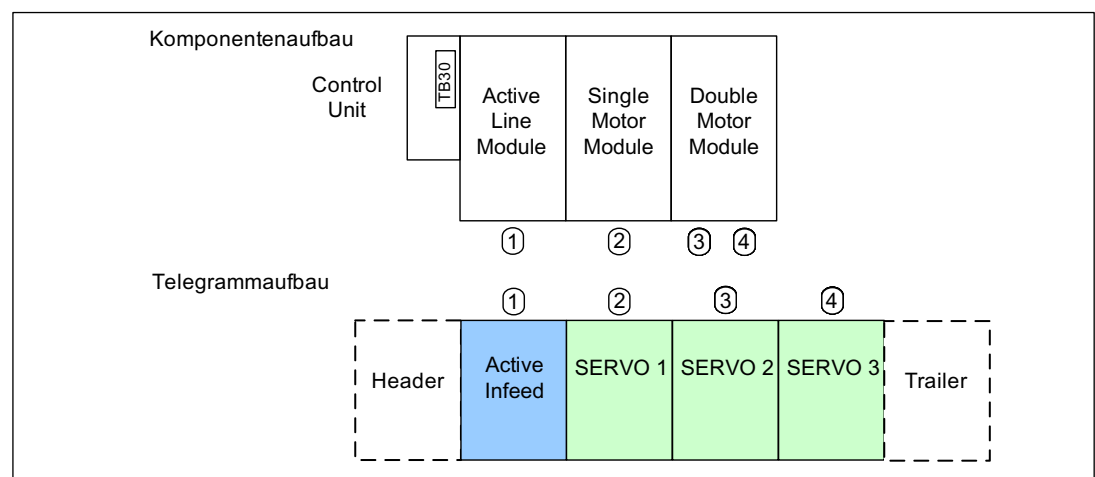 Komponentenaufbau
Control
Unit
TB30
Active
Line
Module
Single
Motor
Module
Double
Motor
Module
1
2
3
4
Telegrammaufbau
1
2
3
4
Header
Active
Infeed
SERVO 1
SERVO 2
SERVO 3
Trailer